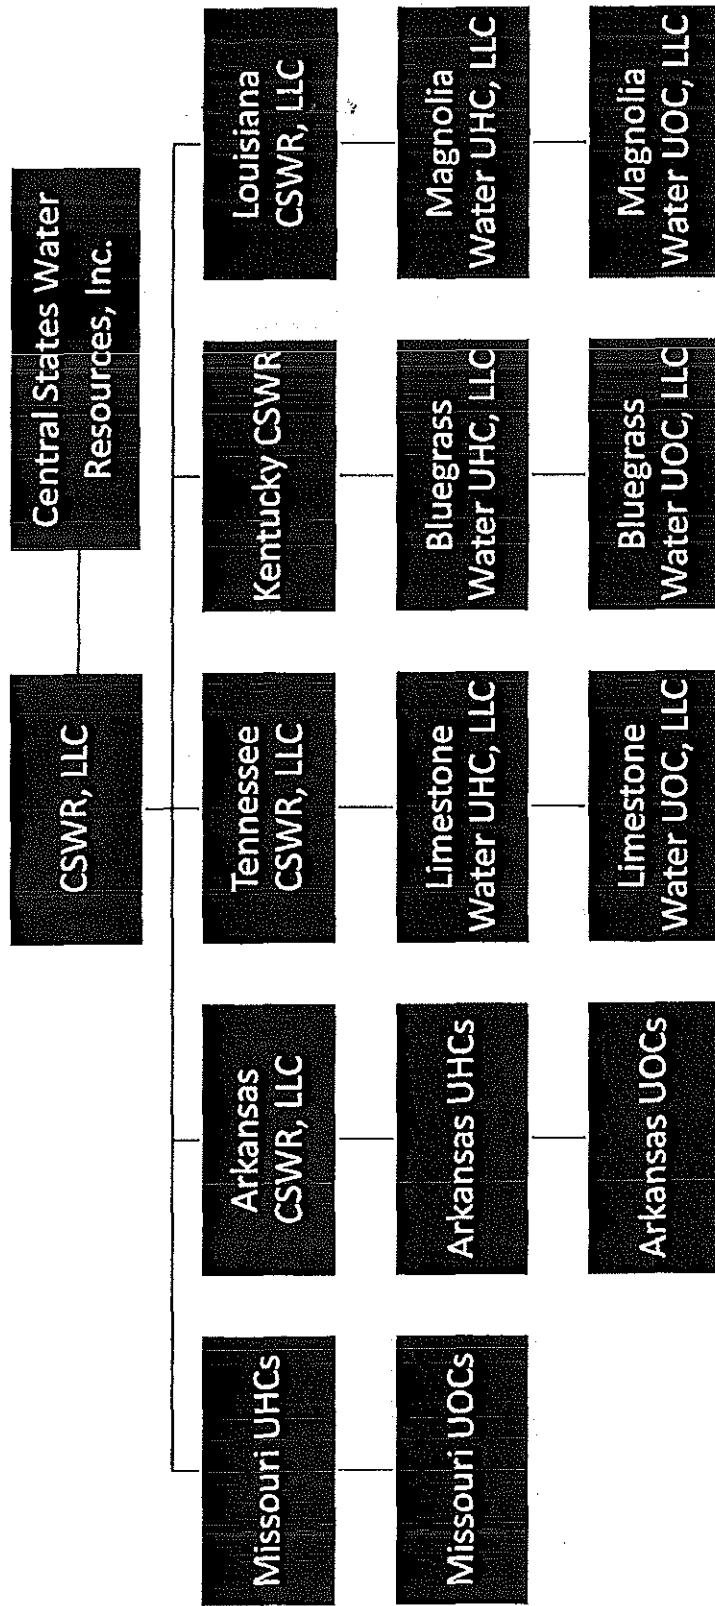 CSWR, LLC
Central States Water
Resources, Inc.
Missouri UHCs
Arkansas
CSWR, LLC
Tennessee
CSWR, LLC
Kentucky CSWR
Louisiana
CSWR, LLC
Missouri UOCs
Arkansas UHCs
Limestone
Water UHC, LLC
Bluegrass
Water UHC, LLC
Magnolia
Water UHC, LLC
Arkansas UOCs
Limestone
Water UOC, LLC
Bluegrass
Water UOC, LLC
Magnolia
Water UOC, LLC